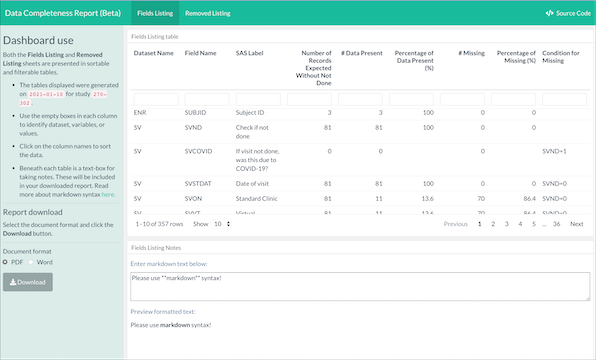 Data Completeness Report (Beta)
Fields Listing
Removed Listing
</> Source Code
Dashboard use
Both the Fields Listing and Removed
Listing sheets are presented in sortable
and filterable tables.
The tables displayed were generated
on 2021-01-18 for study 270-
302.
Use the empty boxes in each column
to identify dataset, variables, or
values.
Click on the column names to sort
the data.
Beneath each table is a text-box for
taking notes. These will be included
in your downloaded report. Read
more about markdown syntax here.
Report download
Select the document format and click the
Download button.
Document format
PDF
Word
Download
Fields Listing table
Dataset Name Field Name SAS Label Number of Records Expected Without Not Done # Data Present Percentage of Data Present (%) # Missing Percentage of Missing (%) Condition for Missing
ENR SUBJID Subject ID 3 3 100 0 0
SV SVND Check if not done 81 81 100 0 0
SV SVCOVID If visit not done, was this due to COVID-19? 0 0 0 SVND=1
SV SVSTDAT Date of visit 81 81 100 0 0 SVND=0
SV SVON Standard Clinic 81 11 13.6 70 86.4 SVND=0
SV SVVT Virtual 81 11 13.6 70 86.4 SVND=0
1-10 of 357 rows Show 10
Previous 1 2 3 4 5 ... 36 Next
Fields Listing Notes
Enter markdown text below:
Please use **markdown** syntax!
Preview formatted text:
Please use markdown syntax!